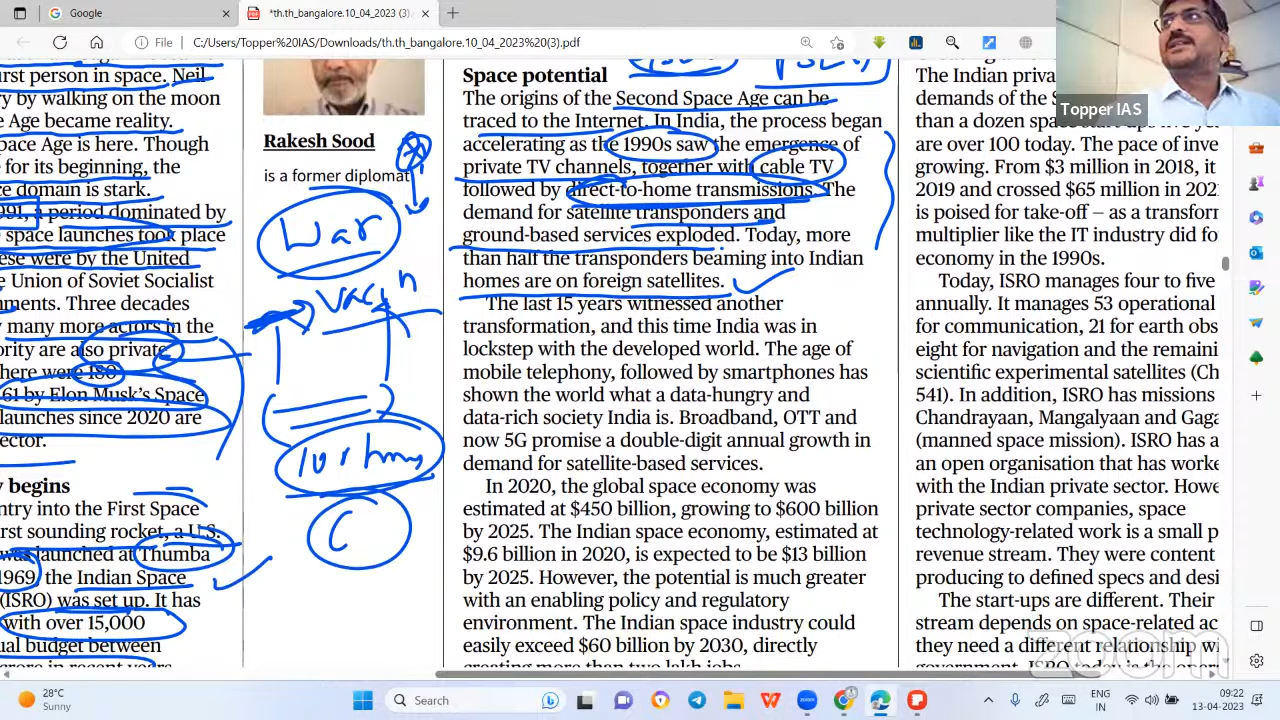 Google
*th.th_bangalore.10_04_2023 (3).
File
C:/Users/Topper%20IAS/Downloads/th.th_bangalore.10_04_2023%20(3).pdf
Topper IAS
person in space. Neil
ry by walking on the moon
e Age became reality.
pace Age is here. Though
e for its beginning, the
ce domain is stark.
a period dominated by
space launches took place
ese were by the United
e Union of Soviet Socialist
nments. Three decades
many more actors in the
ority are also private
here were 180
61 by Elon Musk's Space
launches since 2020 are
ector.
y begins
ntry into the First Space
rst sounding rocket, a U.S.
was launched at Thumba
1969, the Indian Space
(ISRO) was set up. It has
with over 15,000
ual budget between
crore in recent years
Rakesh Sood
is a former diplomat
War
Space potential
The origins of the Second Space Age can be
traced to the Internet. In India, the process began
accelerating as the 1990s saw the emergence of
private TV channels, together with cable TV
followed by direct-to-home transmissions. The
demand for satellite transponders and
ground-based services exploded. Today, more
than half the transponders beaming into Indian
homes are on foreign satellites.
The last 15 year witnessed another
transformation, and this time India was in
lockstep with the developed world. The age of
mobile telephony, followed by smartphones has
shown the world what a data-hungry and
data-rich society India is. Broadband, OTT and
now 5G promise a double-digit annual growth in
demand for satellite-based services.
In 2020, the global space economy was
estimated at $450 billion, growing to $600 billion
by 2025. The Indian space economy, estimated at
$9.6 billion in 2020, is expected to be $13 billion
by 2025. However, the potential is much greater
with an enabling policy and regulatory
environment. The Indian space industry could
easily exceed $60 billion by 2030, directly
creating more than two lakh jobs.
The Indian priva
demands of the
than a dozen space
are over 100 today. The pace of inve
growing. From $3 million in 2018, it
2019 and crossed $65 million in 202
is poised for take-off — as a transform
multiplier like the IT industry did fo
economy in the 1990s.
Today, ISRO manages four to five
annually. It manages 53 operational
for communication, 21 for earth obs
eight for navigation and the remaini
scientific experimental satellites (Ch
541). In addition, ISRO has missions
Chandrayaan, Mangalyaan and Gaga
(manned space mission). ISRO has a
an open organisation that has worke
with the Indian private sector. Howe
private sector companies, space
technology-related work is a small p
revenue stream. They were content
producing to defined specs and desi
The start-ups are different. Their
stream depends on space-related ac
they need a different relationship wi
zoom
28°C
Sunny
Search
ENG
IN
09:22
13-04-2023